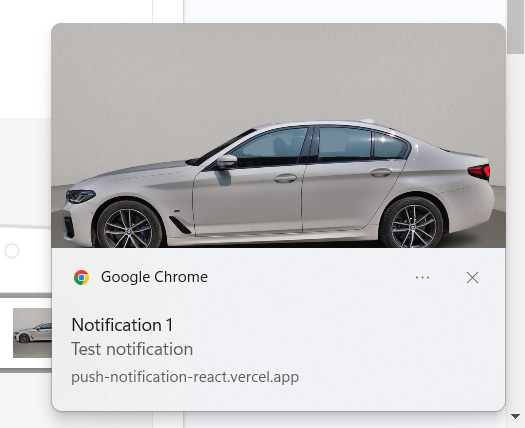 Google Chrome
Notification 1
Test notification
push-notification-react.vercel.app